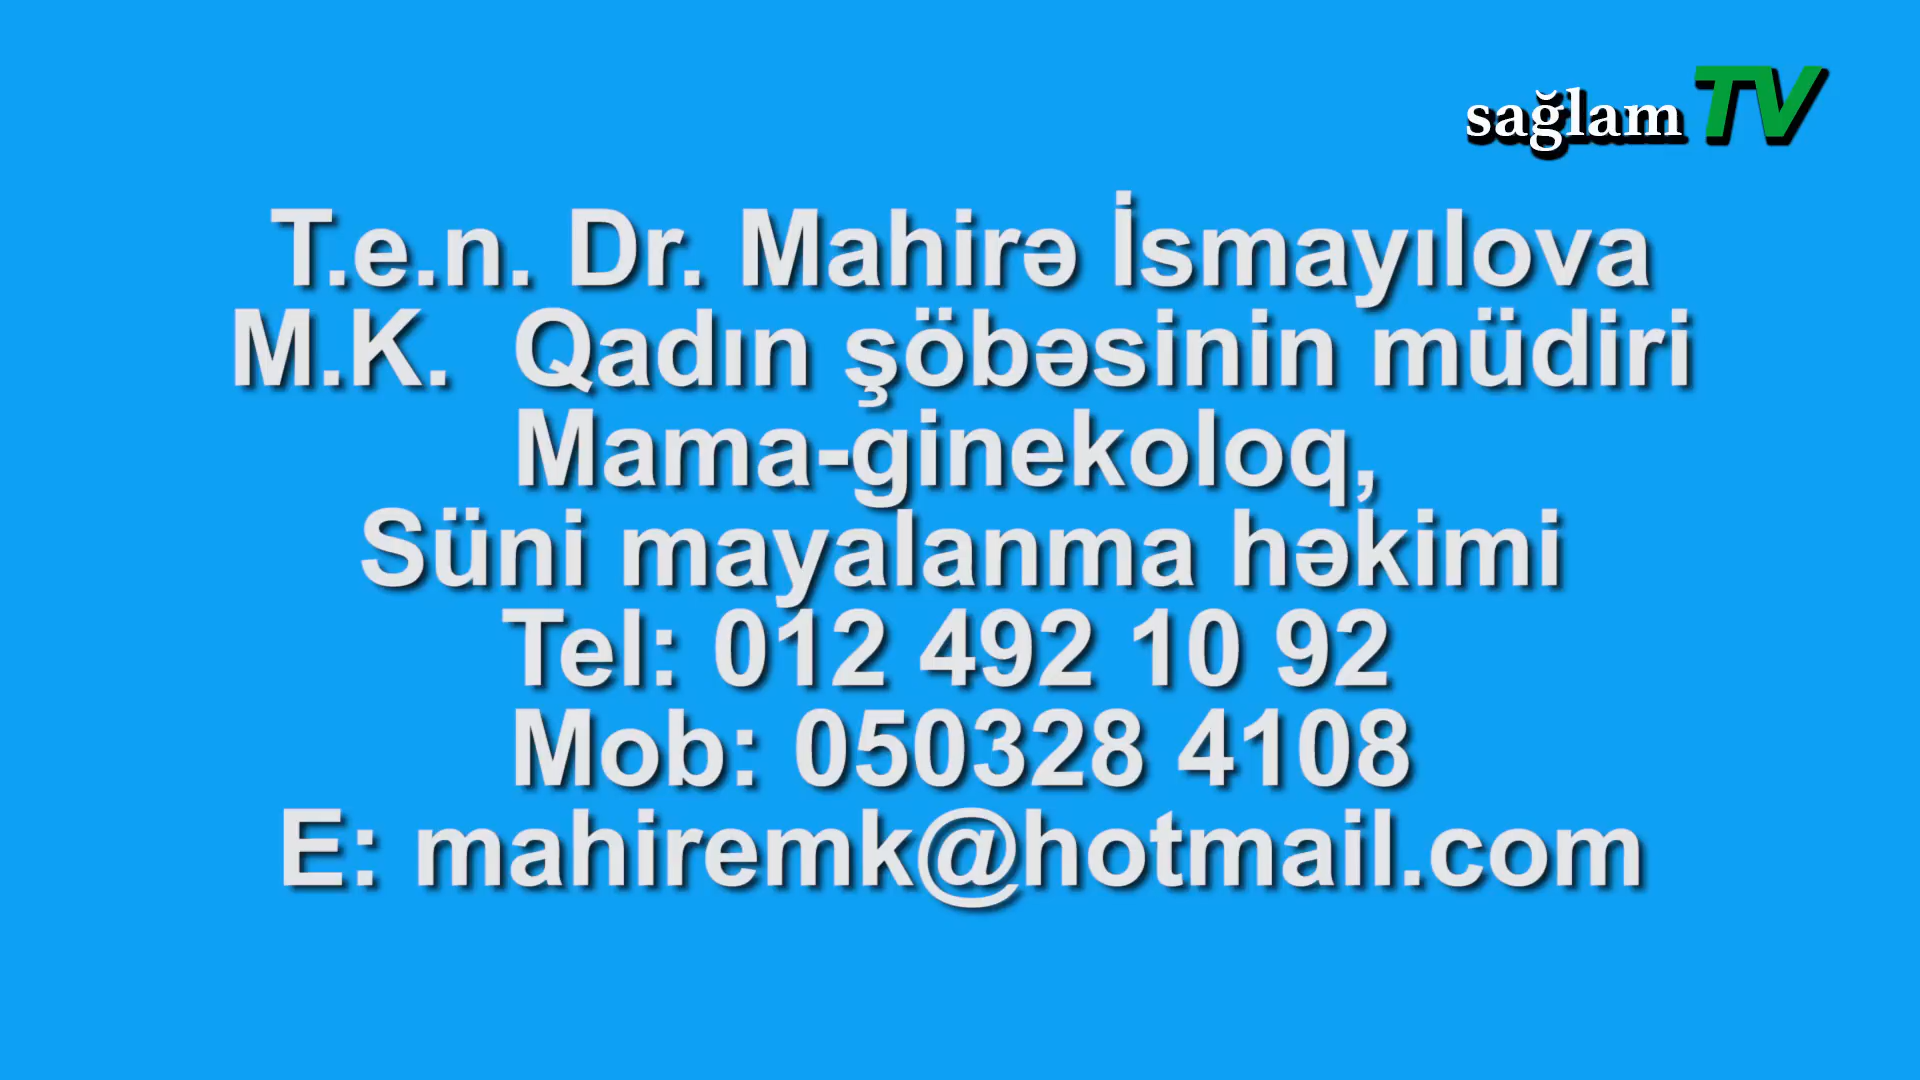 sağlam TV
T.e.n. Dr. Mahirə İsmayılova
M.K. Qadın şöbəsinin müdiri
Mama-ginekoloq,
Süni mayalanma həkimi
Tel: 012 492 10 92
Mob: 050328 4108
E: mahiremk@hotmail.com